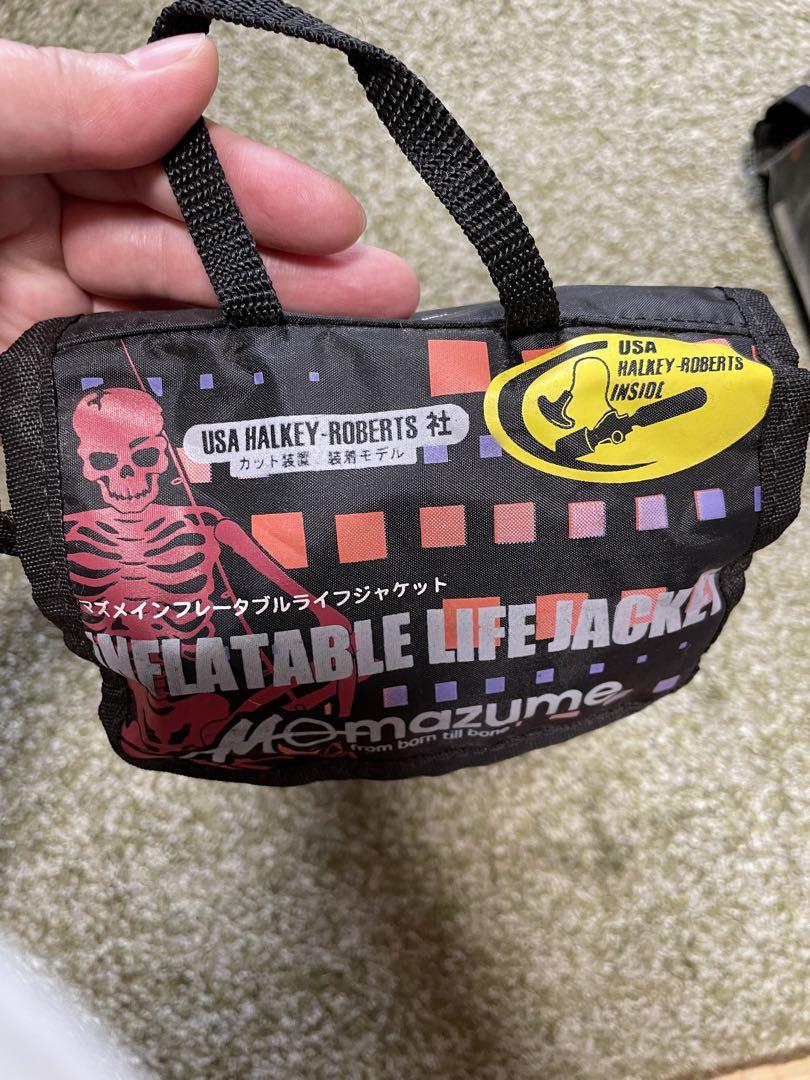 USA
HALKEY-ROBERTS
INSIDE
USA HALKEY-ROBERTS 社
カット装置 装着モデル
マズメインフレータブルライフジャケット
INFLATABLE LIFE JACKET
mazume
from born till bone